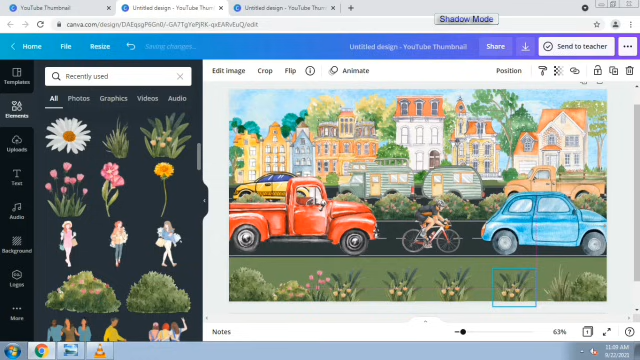 YouTube Thumbnail
Untitled design - YouTube Thumb
Untitled design - YouTube Thumb
Shadow Mode
canva.com/design/DAEqsgP6Gn0/-GA7TgYePJRK-qxEARvEuQ/edit
Home
File
Resize
Saving changes...
Untitled design - YouTube Thumbnail
Share
Send to teacher
Templates
Recently used
Edit image
Crop
Flip
Animate
Position
Elements
All
Photos
Graphics
Videos
Audio
Uploads
Text
Audio
Background
Logos
More
Notes
63%
11:09 AM
8/22/2021